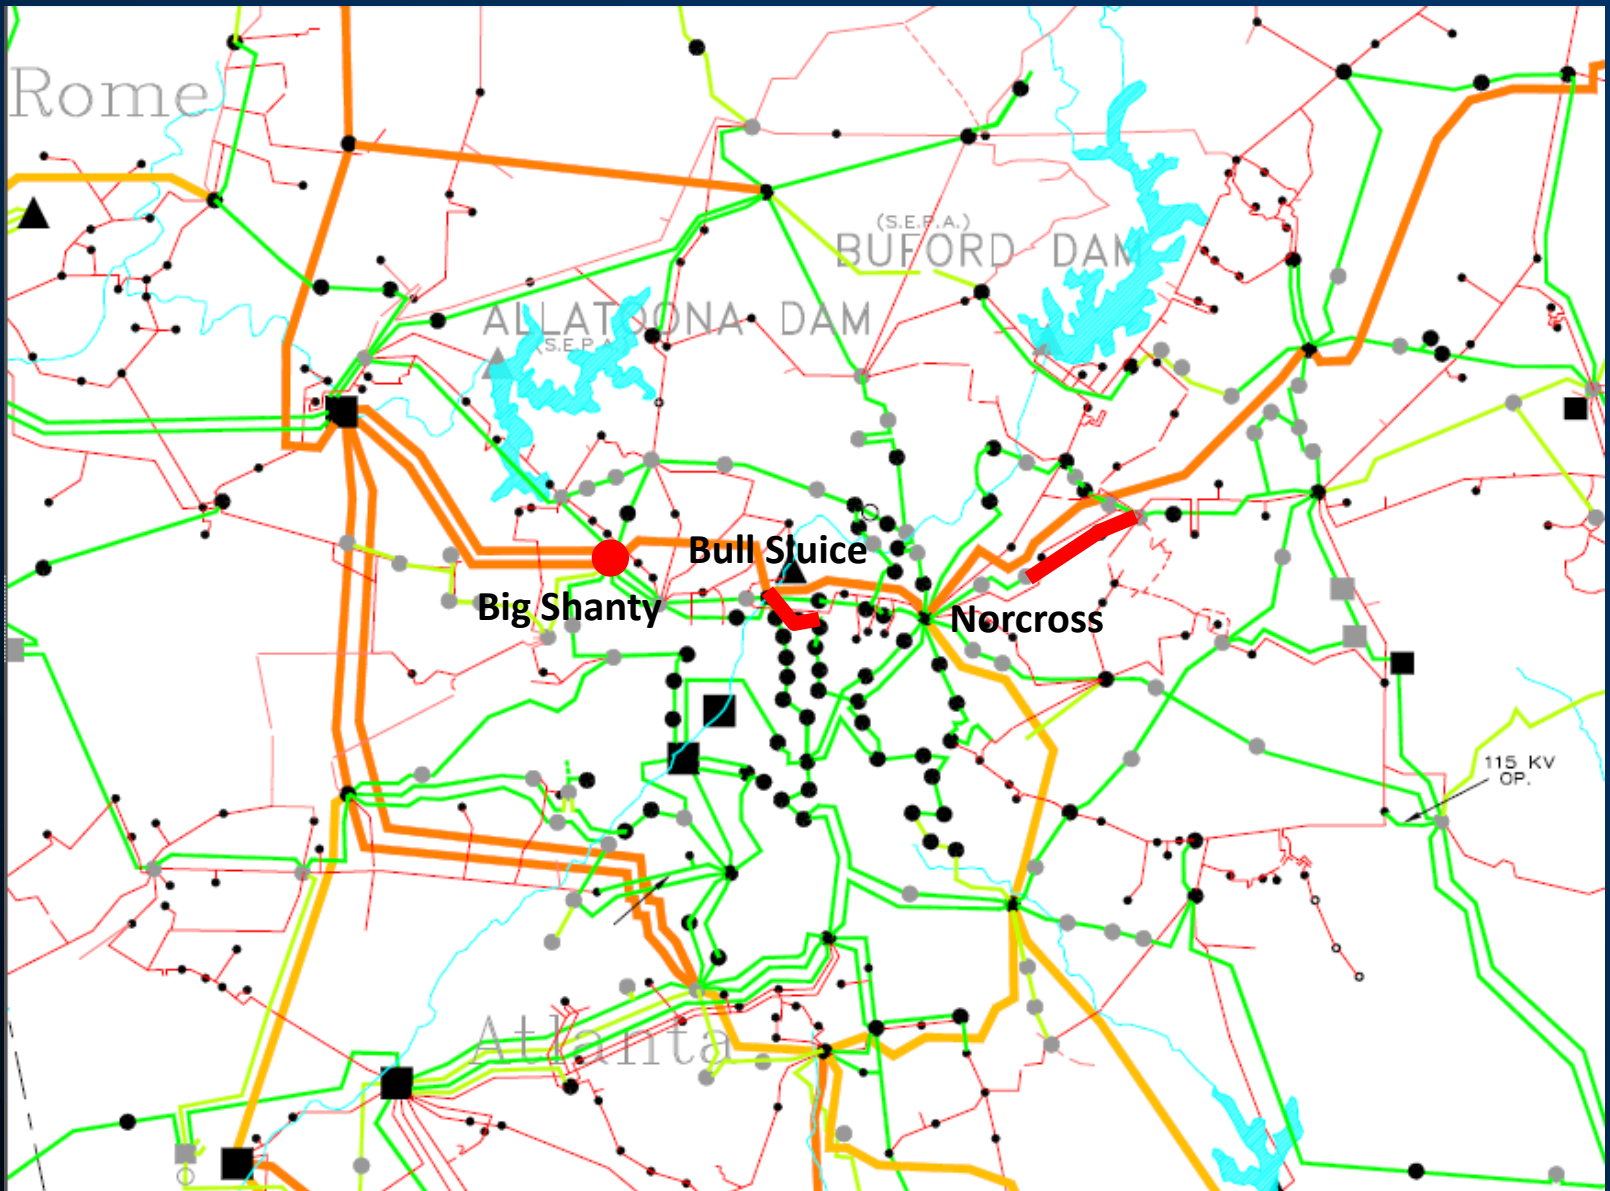 Rome
(S.E.P.A.)
BUFORD DAM
ALLATOONA DAM
(S.E.P.A.)
Bull Sluice
Big Shanty
Norcross
115 KV
OP.
Atlanta